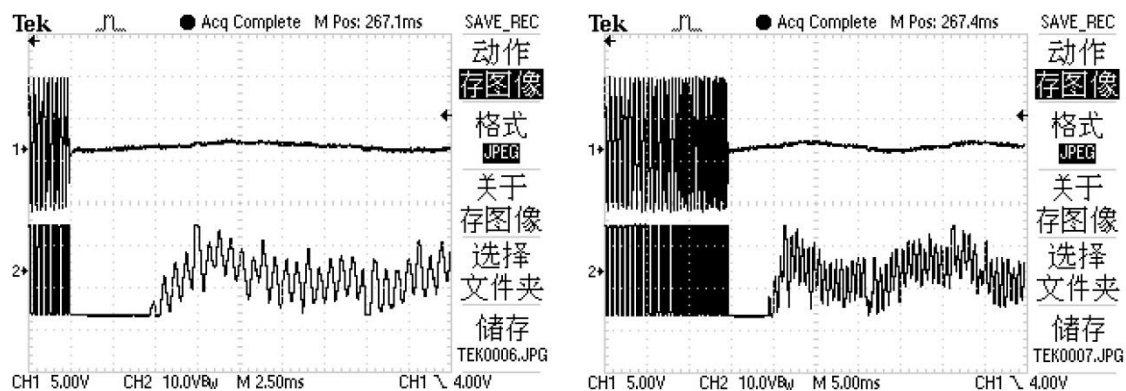 Tek Acq Complete M Pos: 267.1ms SAVE_REC
动作
存图像
格式
JPEG
关于
存图像
选择
文件夹
储存
TEK0006.JPG
1
2
CH1 5.00V CH2 10.0VBW M 2.50ms CH1 4.00V
Tek Acq Complete M Pos: 267.4ms SAVE_REC
动作
存图像
格式
JPEG
关于
存图像
选择
文件夹
储存
TEK0007.JPG
1
2
CH1 5.00V CH2 10.0VBW M 5.00ms CH1 4.00V